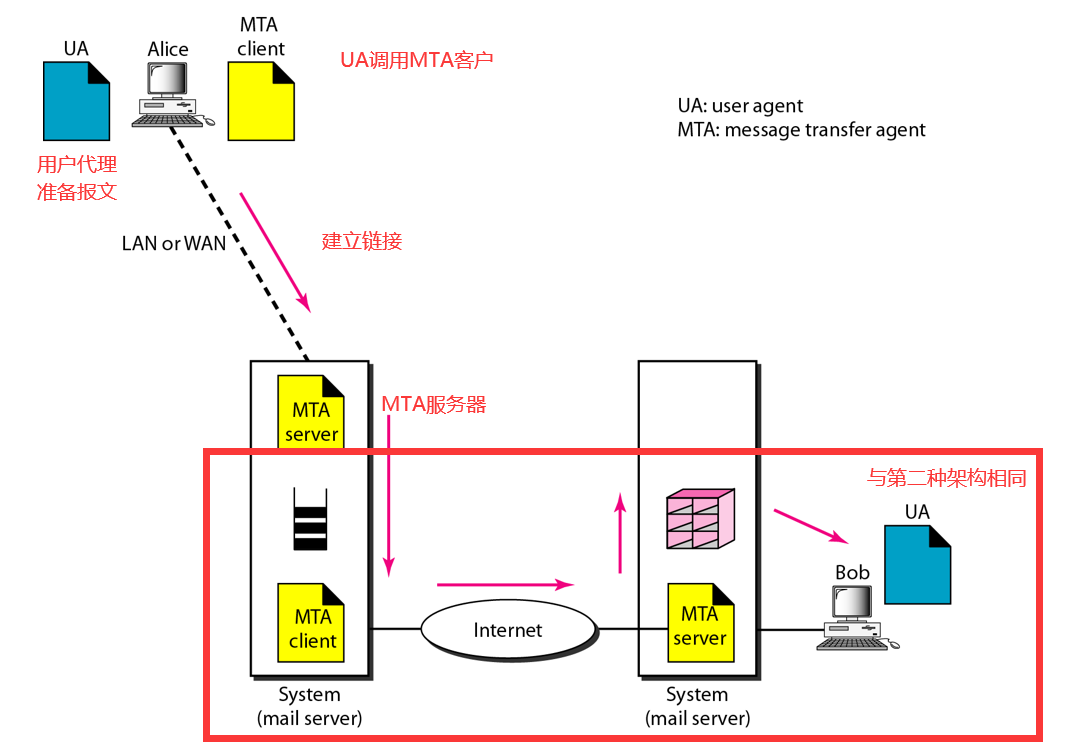 UA
Alice
MTA
client
UA调用MTA客户
UA: user agent
MTA: message transfer agent
用户代理
准备报文
LAN or WAN
建立链接
MTA
server
MTA服务器
与第二种架构相同
UA
Bob
MTA
client
Internet
MTA
server
System
(mail server)
System
(mail server)